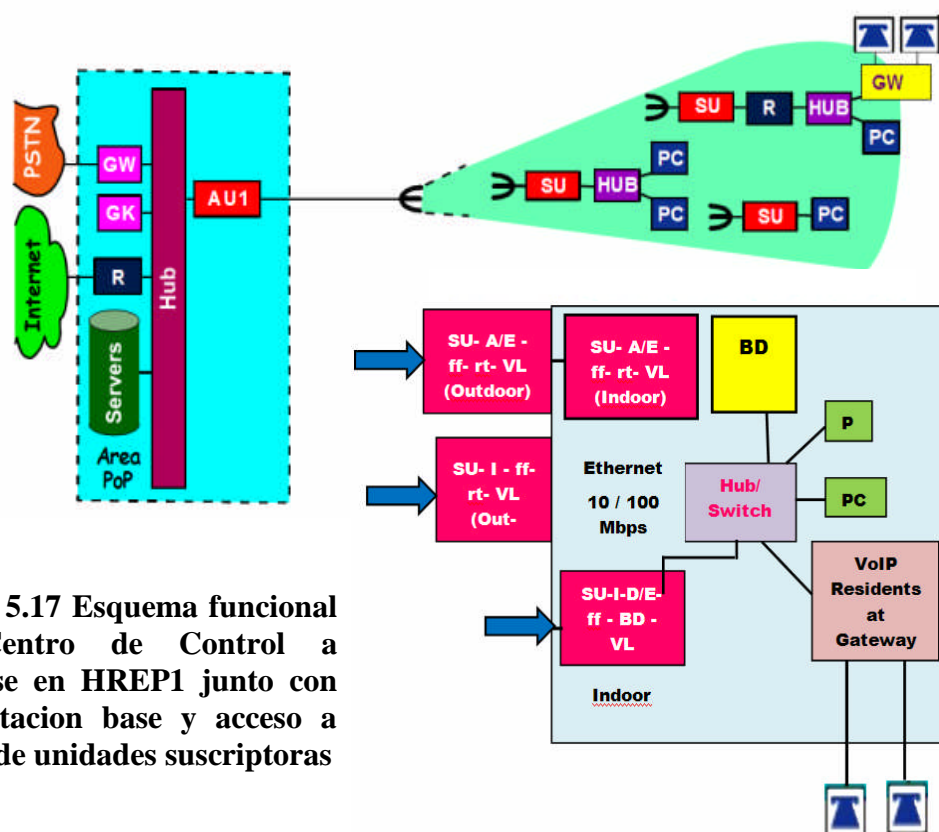 PSTN
Internet
GW
GK
R
Servers
Area
PoP
Hub
AU1
SU
R
HUB
GW
PC
SU
HUB
PC
PC
SU
PC
SU- A/E -
ff- rt- VL
(Outdoor)
SU- A/E -
ff- rt- VL
(Indoor)
BD
SU- I - ff-
rt- VL
(Out-
Ethernet
10 / 100
Mbps
Hub/
Switch
P
PC
SU-I-D/E-
ff - BD -
VL
Indoor
VoIP
Residents
at
Gateway
5.17 Esquema funcional
entro de Control a
se en HREP1 junto con
tacion base y acceso a
de unidades suscriptoras